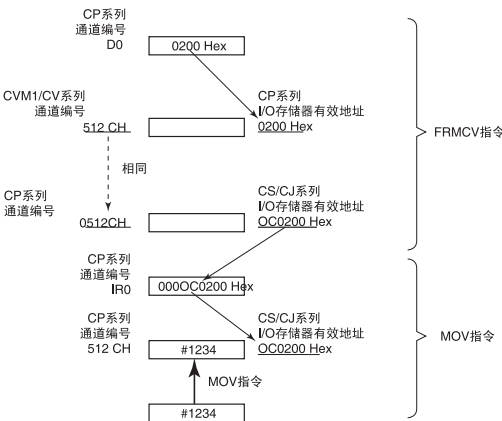 CP系列
通道编号
D0
0200 Hex
CVM1/CV系列
通道编号
512 CH
CP系列
I/O存储器有效地址
0200 Hex
FRMCV指令
相同
CP系列
通道编号
0512CH
CS/CJ系列
I/O存储器有效地址
OC0200 Hex
CP系列
通道编号
IR0
000OC0200 Hex
CP系列
通道编号
512 CH
#1234
CS/CJ系列
I/O存储器有效地址
OC0200 Hex
MOV指令
MOV指令
#1234